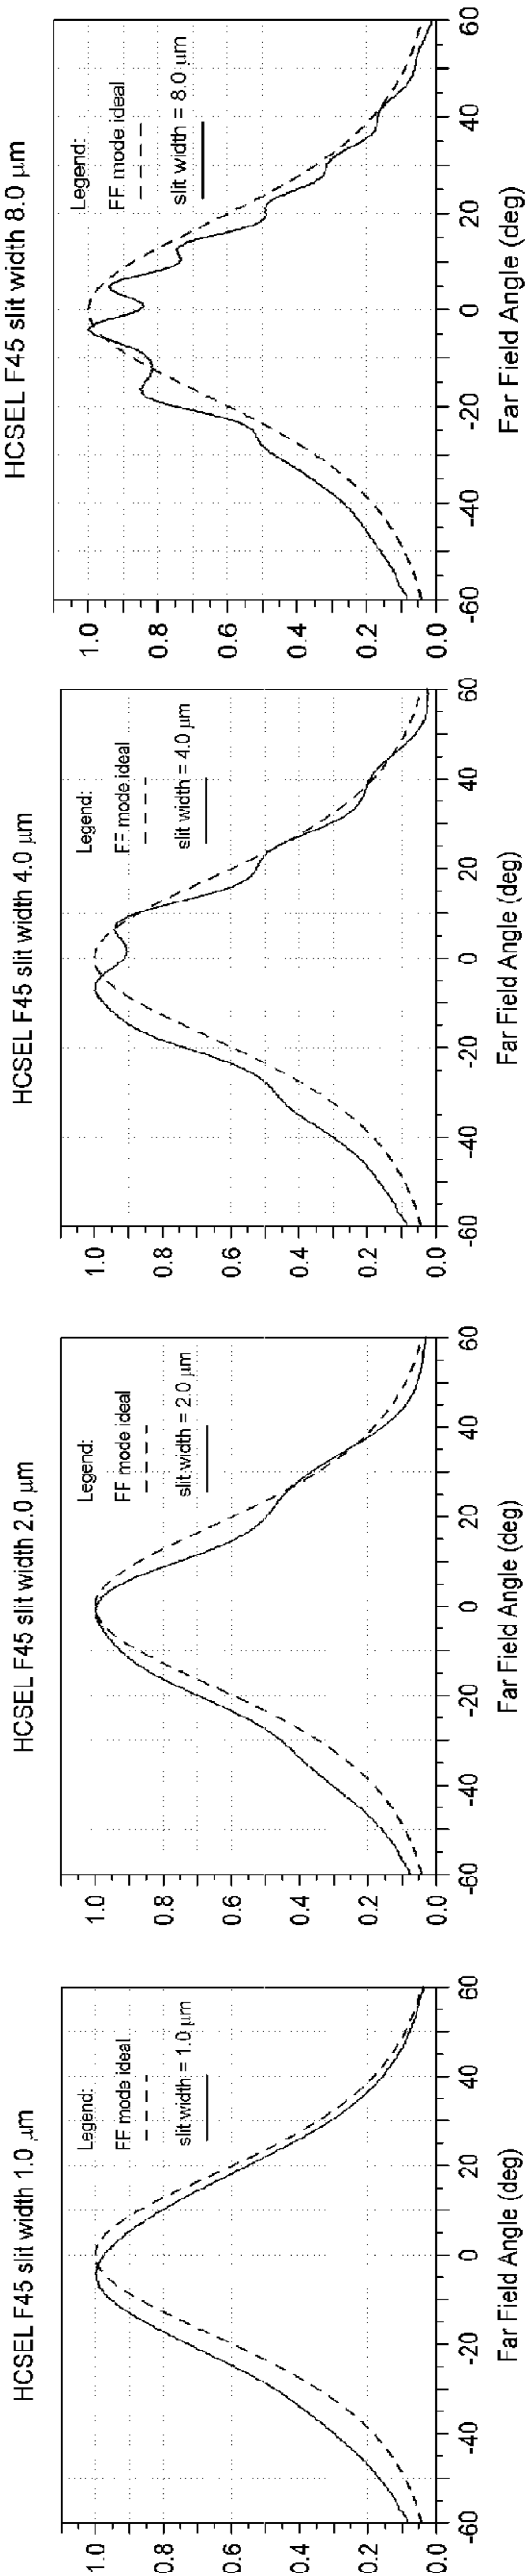 HCSEL F45 slit width 8.0 μm
Legend:
FF mode ideal
slit width = 8.0 μm
1.0
0.8
0.6
0.4
0.2
0.0
-60 -40 -20 0 20 40 60
Far Field Angle (deg)
HCSEL F45 slit width 4.0 μm
Legend:
FF mode ideal
slit width = 4.0 μm
1.0
0.8
0.6
0.4
0.2
0.0
-60 -40 -20 0 20 40 60
Far Field Angle (deg)
HCSEL F45 slit width 2.0 μm
Legend:
FF mode ideal
slit width = 2.0 μm
1.0
0.8
0.6
0.4
0.2
0.0
-60 -40 -20 0 20 40 60
Far Field Angle (deg)
HCSEL F45 slit width 1.0 μm
Legend:
FF mode ideal
slit width = 1.0 μm
1.0
0.8
0.6
0.4
0.2
0.0
-60 -40 -20 0 20 40 60
Far Field Angle (deg)